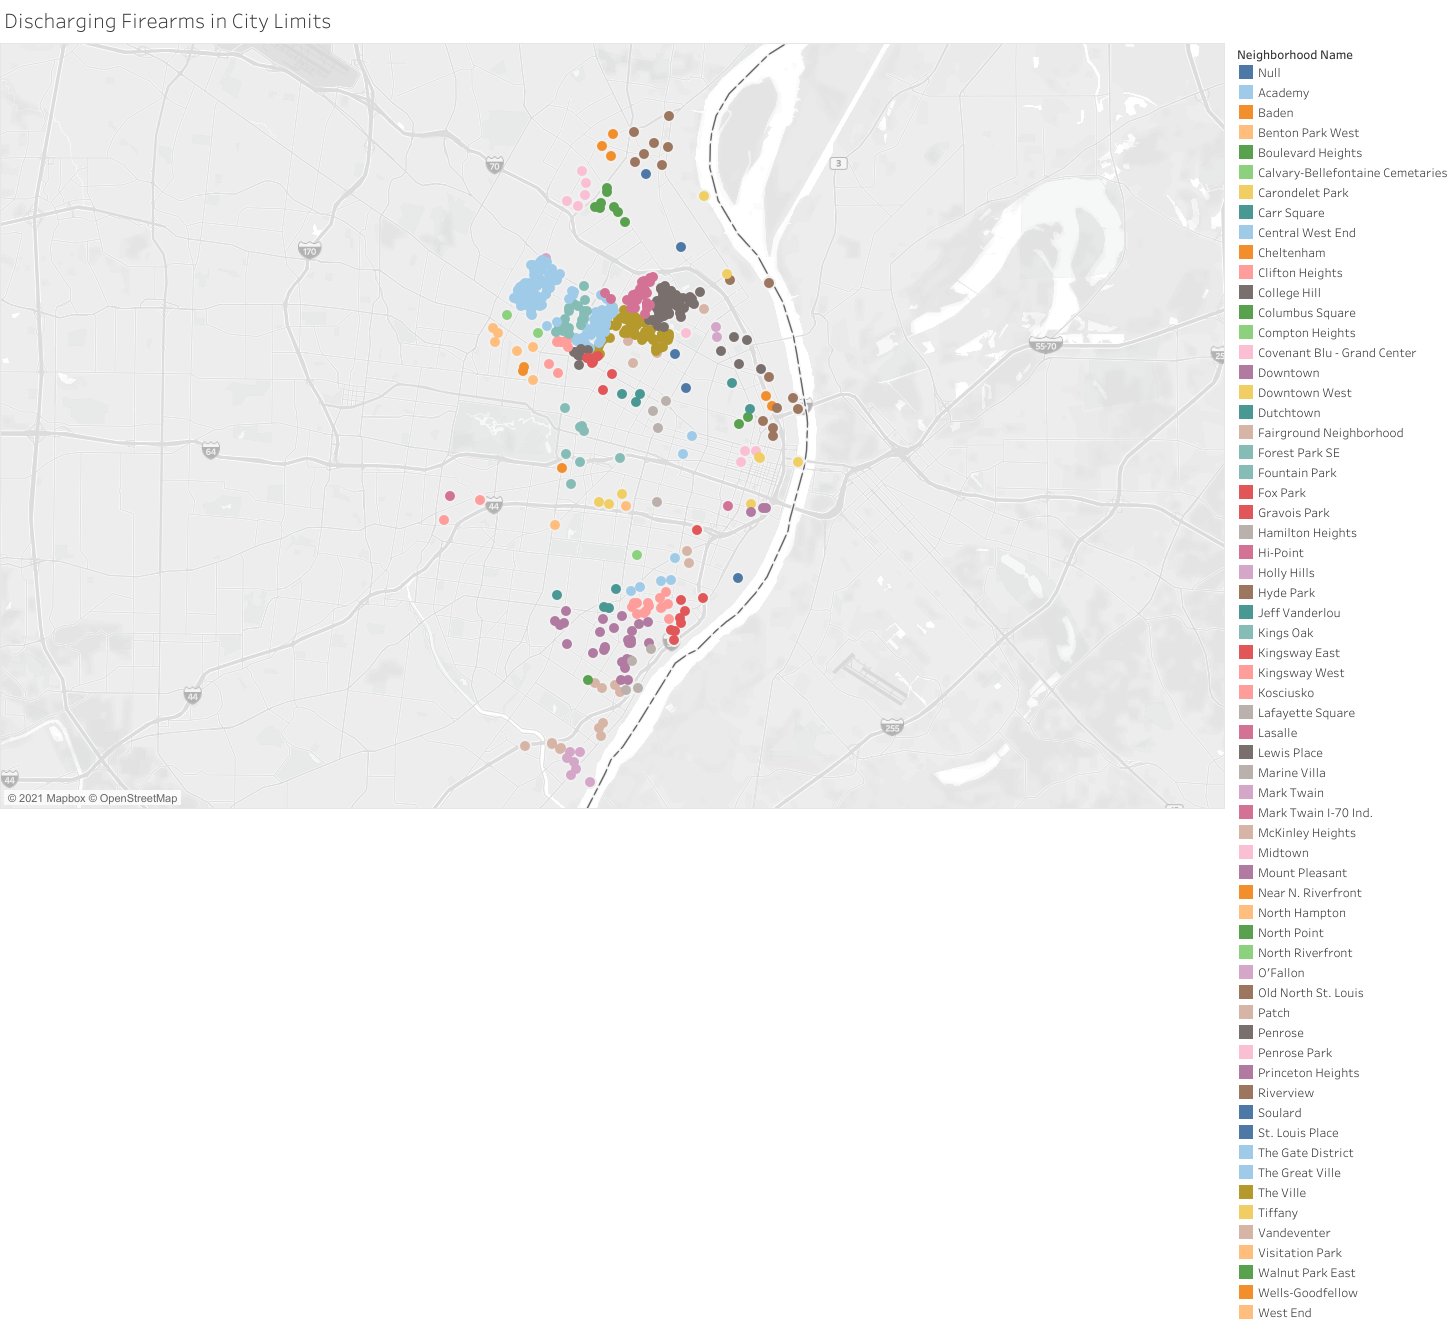 Discharging Firearms in City Limits
Neighborhood Name
Null
Academy
Baden
Benton Park West
Boulevard Heights
Calvary-Bellefontaine Cemetaries
Carondelet Park
Carr Square
Central West End
Cheltenham
Clifton Heights
College Hill
Columbus Square
Compton Heights
Covenant Blu - Grand Center
Downtown
Downtown West
Dutchtown
Fairground Neighborhood
Forest Park SE
Fountain Park
Fox Park
Gravois Park
Hamilton Heights
Hi-Point
Holly Hills
Hyde Park
Jeff Vanderlou
Kings Oak
Kingsway East
Kingsway West
Kosciusko
Lafayette Square
Lasalle
Lewis Place
Marine Villa
Mark Twain
Mark Twain I-70 Ind.
McKinley Heights
Midtown
Mount Pleasant
Near N. Riverfront
North Hampton
North Point
North Riverfront
O'Fallon
Old North St. Louis
Patch
Penrose
Penrose Park
Princeton Heights
Riverview
Soulard
St. Louis Place
The Gate District
The Great Ville
The Ville
Tiffany
Vandeventer
Visitation Park
Walnut Park East
Wells-Goodfellow
West End
70
3
170
55-70
64
44
44
255
44
© 2021 Mapbox © OpenStreetMap